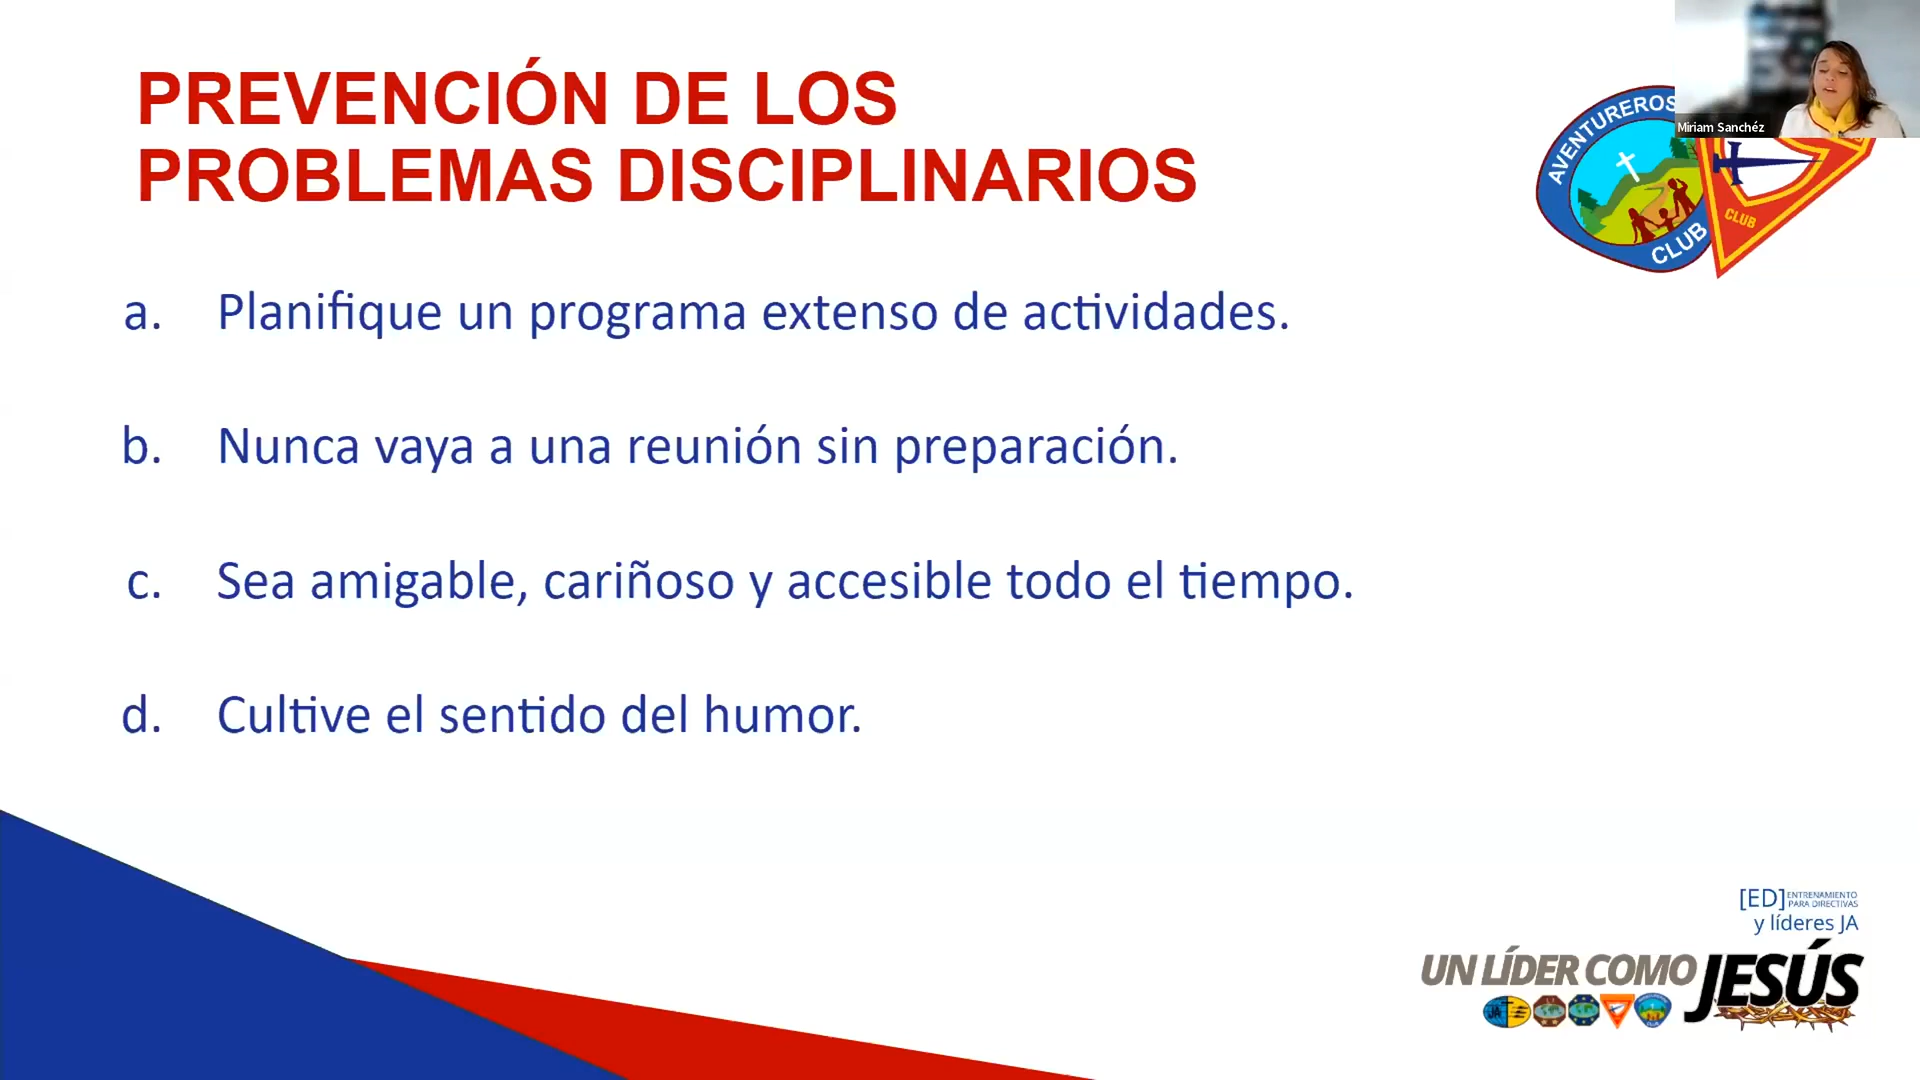 PREVENCIÓN DE LOS
PROBLEMAS DISCIPLINARIOS
Miriam Sanchéz
AVENTUREROS
CLUB
CLUB
a. Planifique un programa extenso de actividades.
b. Nunca vaya a una reunión sin preparación.
c. Sea amigable, cariñoso y accesible todo el tiempo.
d. Cultive el sentido del humor.
[ED] ENTRENAMIENTO
PARA DIRECTIVAS
y líderes JA
UN LÍDER COMO JESÚS
JA